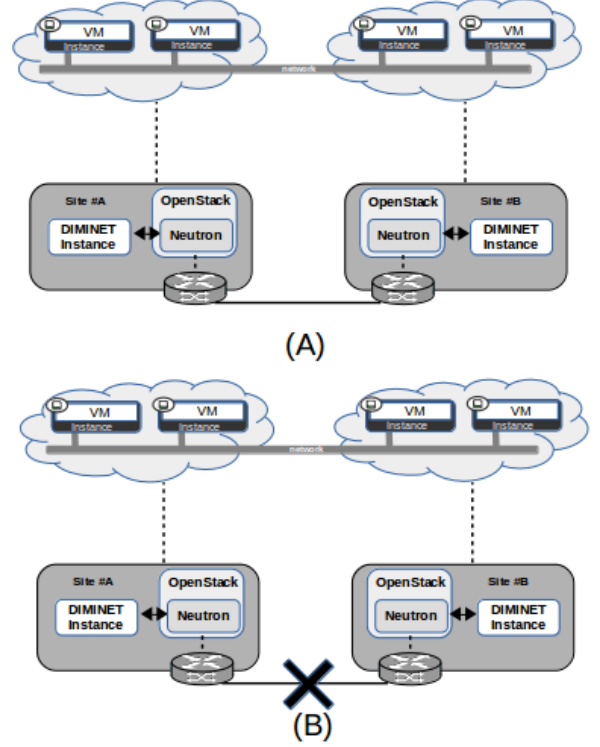 VM VM VM VM
Instance Instance Instance Instance
network
Site #A OpenStack OpenStack Site #B
DIMINET Neutron Neutron DIMINET
Instance Instance
(A)
VM VM VM VM
Instance Instance Instance Instance
network
Site #A OpenStack OpenStack Site #B
DIMINET Neutron Neutron DIMINET
Instance Instance
(B)